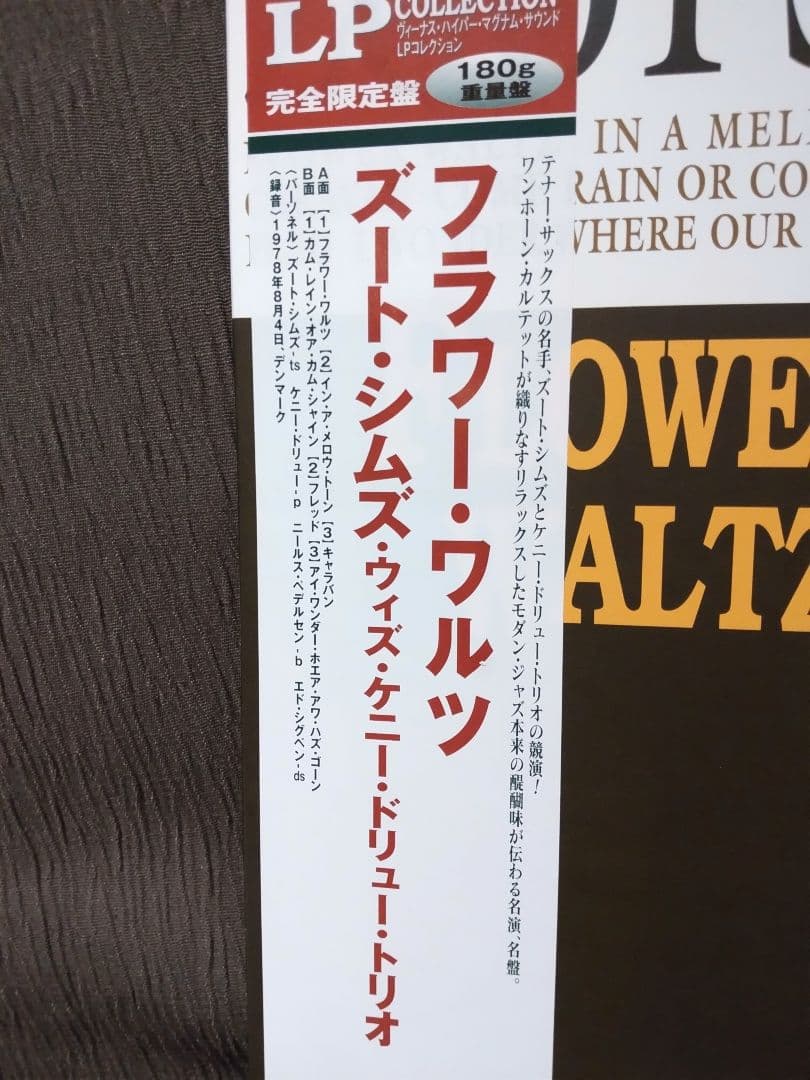 LP
COLLECTION
ヴィーナス・ハイパー・マグナム・サウンド
LPコレクション
完全限定盤
180g
重量盤
テナー・サックスの名手、ズート・シムズとケニー・ドリュー・トリオの競演！
ワンホーン・カルテットが織りなすリラックスしたモダン・ジャズ本来の醍醐味が伝わる名演、名盤。
フラワー・ワルツ
ズート・シムズ・ウィズ・ケニー・ドリュー・トリオ
A面 [1]フラワー・ワルツ [2]イン・ア・メロウ・トーン [3]キャラバン
B面 [1]カム・レイン・オア・カム・シャイン [2]フレッド [3]アイ・ワンダー・ホエア・アワ・ハズ・ゴーン
〈パーソネル〉ズート・シムズ-ts ケニー・ドリュー-p ニールス・ペデルセン-b エド・シグペン-ds
〈録音〉1978年8月4日、デンマーク
IN A MEL
RAIN OR CO
WHERE OUR
OWE
ALTZ